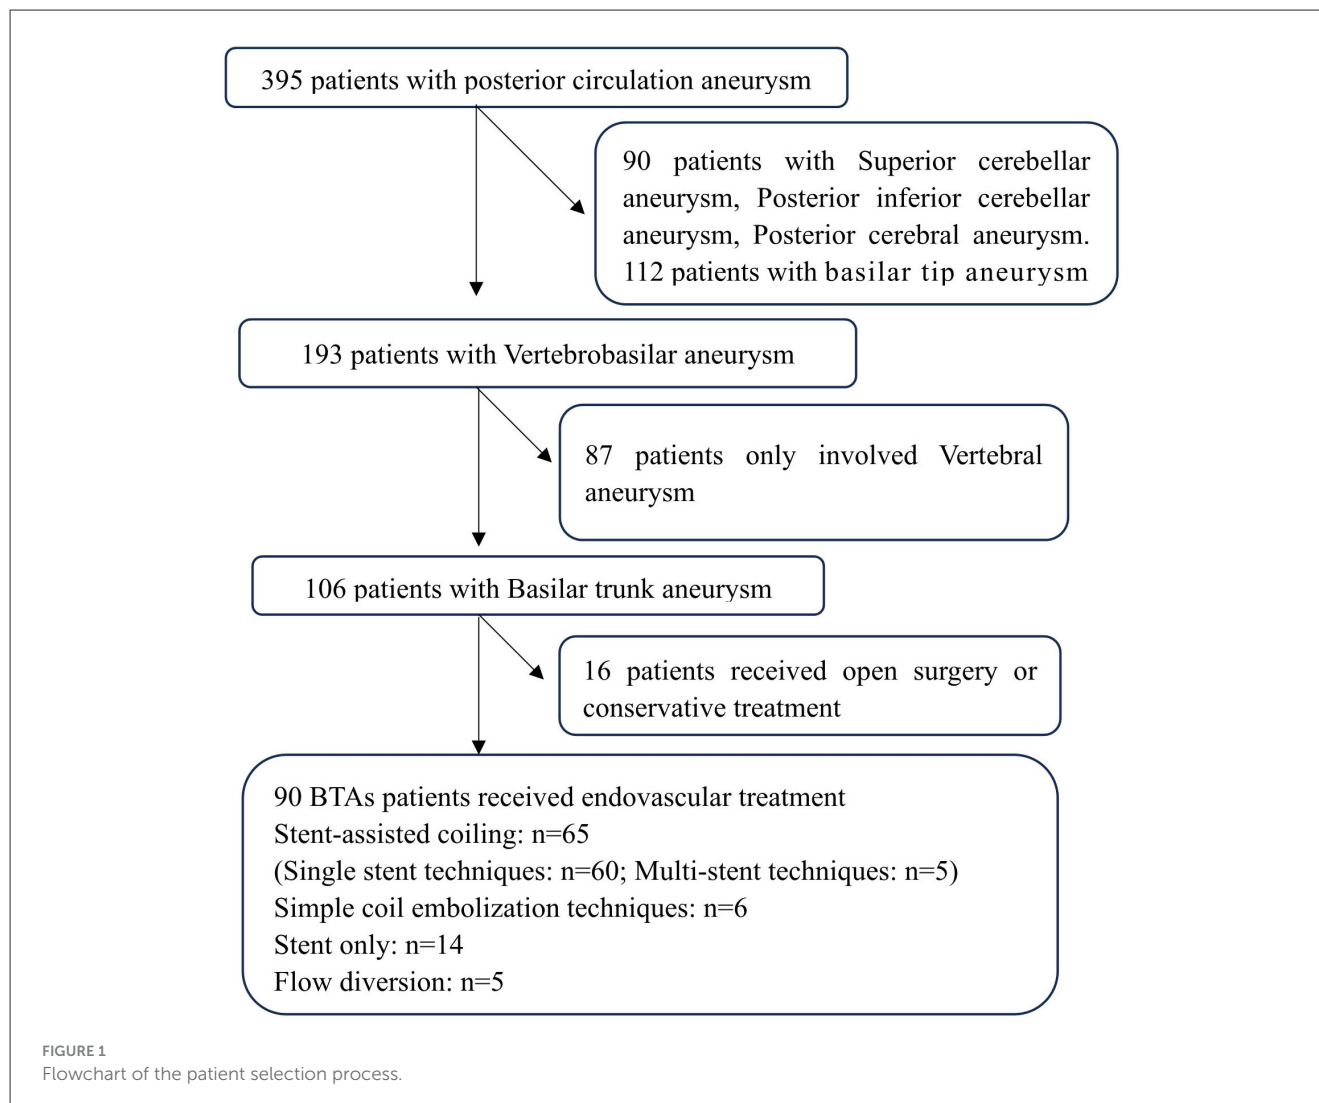 395 patients with posterior circulation aneurysm
90 patients with Superior cerebellar
aneurysm, Posterior inferior cerebellar
aneurysm, Posterior cerebral aneurysm.
112 patients with basilar tip aneurysm
193 patients with Vertebrobasilar aneurysm
87 patients only involved Vertebral
aneurysm
106 patients with Basilar trunk aneurysm
16 patients received open surgery or
conservative treatment
90 BTAs patients received endovascular treatment
Stent-assisted coiling: n=65
(Single stent techniques: n=60; Multi-stent techniques: n=5)
Simple coil embolization techniques: n=6
Stent only: n=14
Flow diversion: n=5
FIGURE 1
Flowchart of the patient selection process.